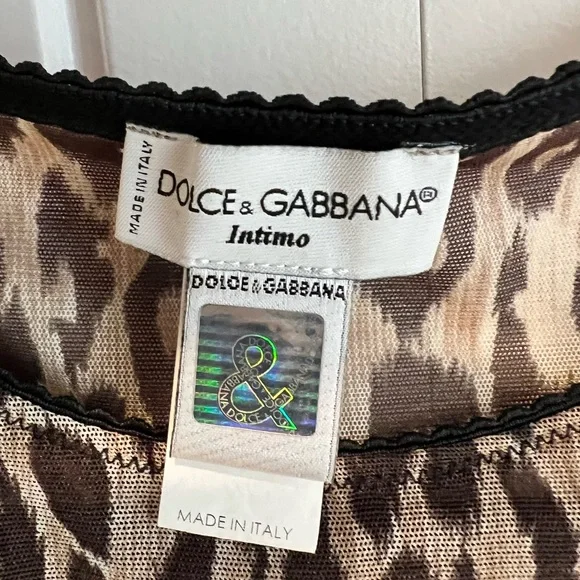 MADE IN ITALY
DOLCE & GABBANA®
Intimo
DOLCE & GABBANA
&
MADE IN ITALY